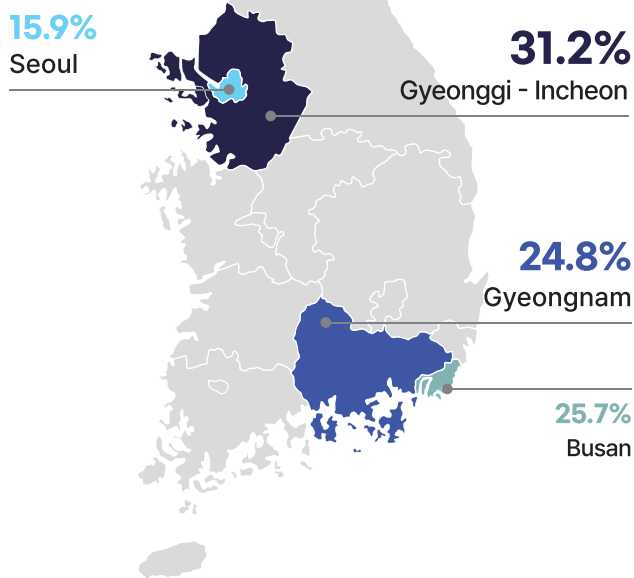 15.9%
Seoul
31.2%
Gyeonggi - Incheon
24.8%
Gyeongnam
25.7%
Busan